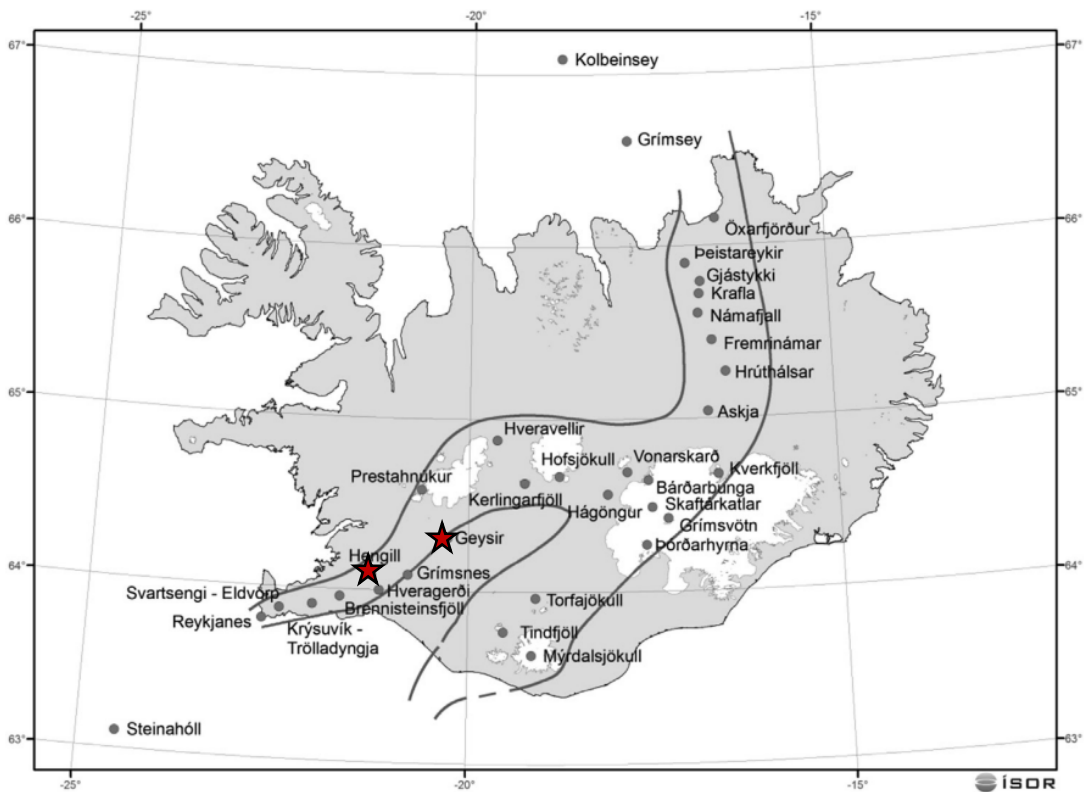 -25°
-20°
-15°
67°
67°
Kolbeinsey
Grímsey
66°
66°
Öxarfjörður
Þeistareykir
Gjástykki
Krafla
Námafjall
Fremrinámar
Hrúthálsar
65°
65°
Askja
Hveravellir
Hofsjökull
Vonarskarð
Kverkfjöll
Prestahnúkur
Kerlingarfjöll
Bárðarbunga
Hágöngur
Skaftárkatlar
Grímsvötn
Geysir
Þórðarhyrna
Hengill
64°
64°
Grímsnes
Svartsengi - Eldvörp
Hveragerði
Reykjanes
Brennisteinsfjöll
Torfajökull
Krýsuvík -
Trölladyngja
Tindfjöll
Mýrdalsjökull
Steinahóll
63°
63°
-25°
-20°
-15°
ÍSOR